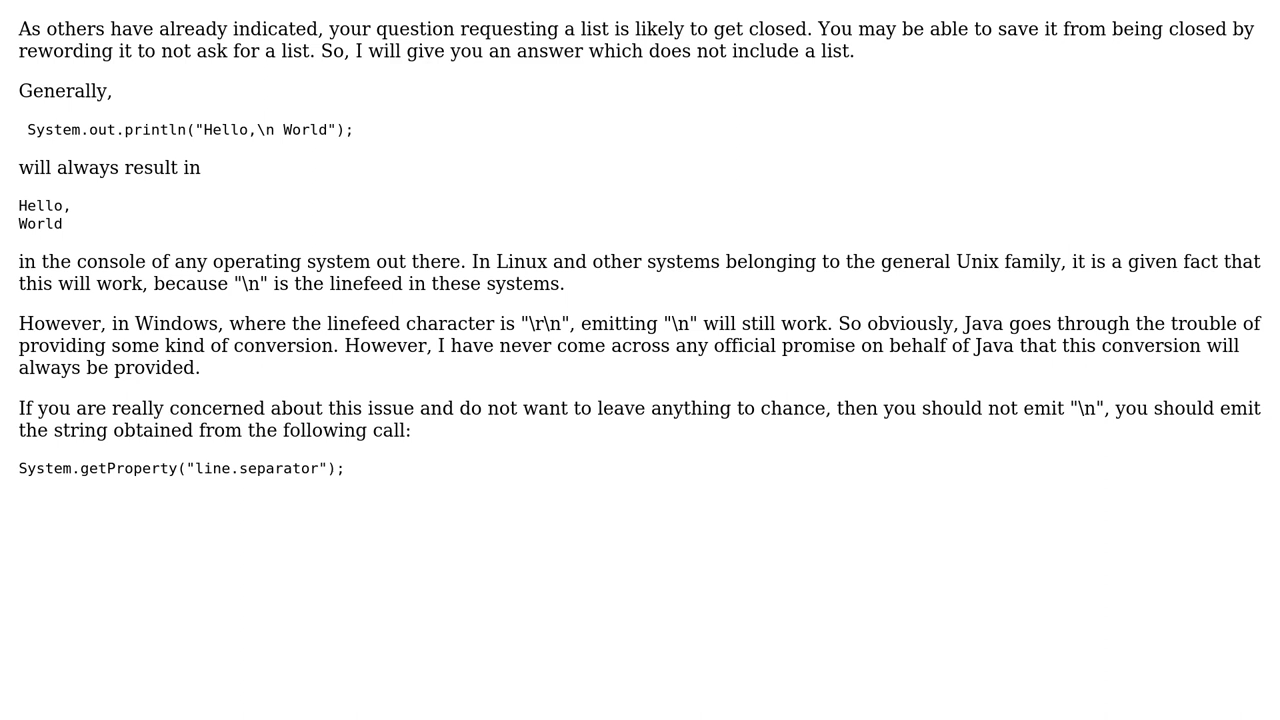 As others have already indicated, your question requesting a list is likely to get closed. You may be able to save it from being closed by
rewording it to not ask for a list. So, I will give you an answer which does not include a list.
Generally,
System.out.println("Hello,\n World");
will always result in
Hello,
World
in the console of any operating system out there. In Linux and other systems belonging to the general Unix family, it is a given fact that
this will work, because "\n" is the linefeed in these systems.
However, in Windows, where the linefeed character is "\r\n", emitting "\n" will still work. So obviously, Java goes through the trouble of
providing some kind of conversion. However, I have never come across any official promise on behalf of Java that this conversion will
always be provided.
If you are really concerned about this issue and do not want to leave anything to chance, then you should not emit "\n", you should emit
the string obtained from the following call:
System.getProperty("line.separator");